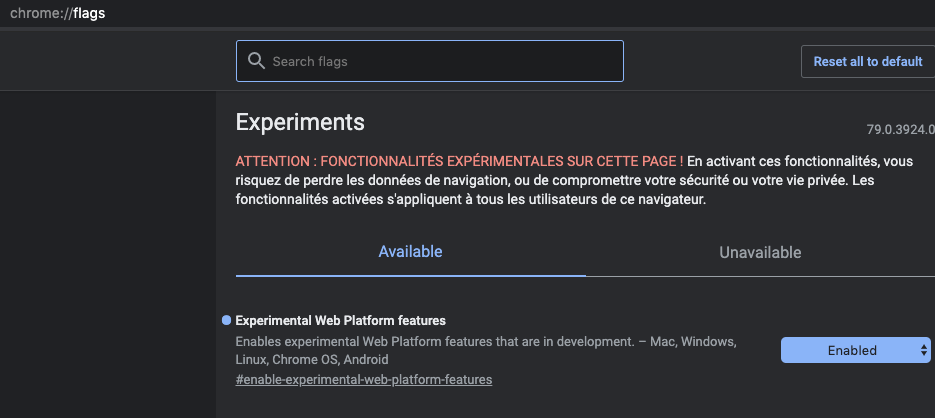 chrome://flags
Search flags
Reset all to default
Experiments
79.0.3924.0
ATTENTION : FONCTIONNALITÉS EXPÉRIMENTALES SUR CETTE PAGE ! En activant ces fonctionnalités, vous
risquez de perdre les données de navigation, ou de compromettre votre sécurité ou votre vie privée. Les
fonctionnalités activées s'appliquent à tous les utilisateurs de ce navigateur.
Available
Unavailable
Experimental Web Platform features
Enables experimental Web Platform features that are in development. – Mac, Windows,
Linux, Chrome OS, Android
#enable-experimental-web-platform-features
Enabled